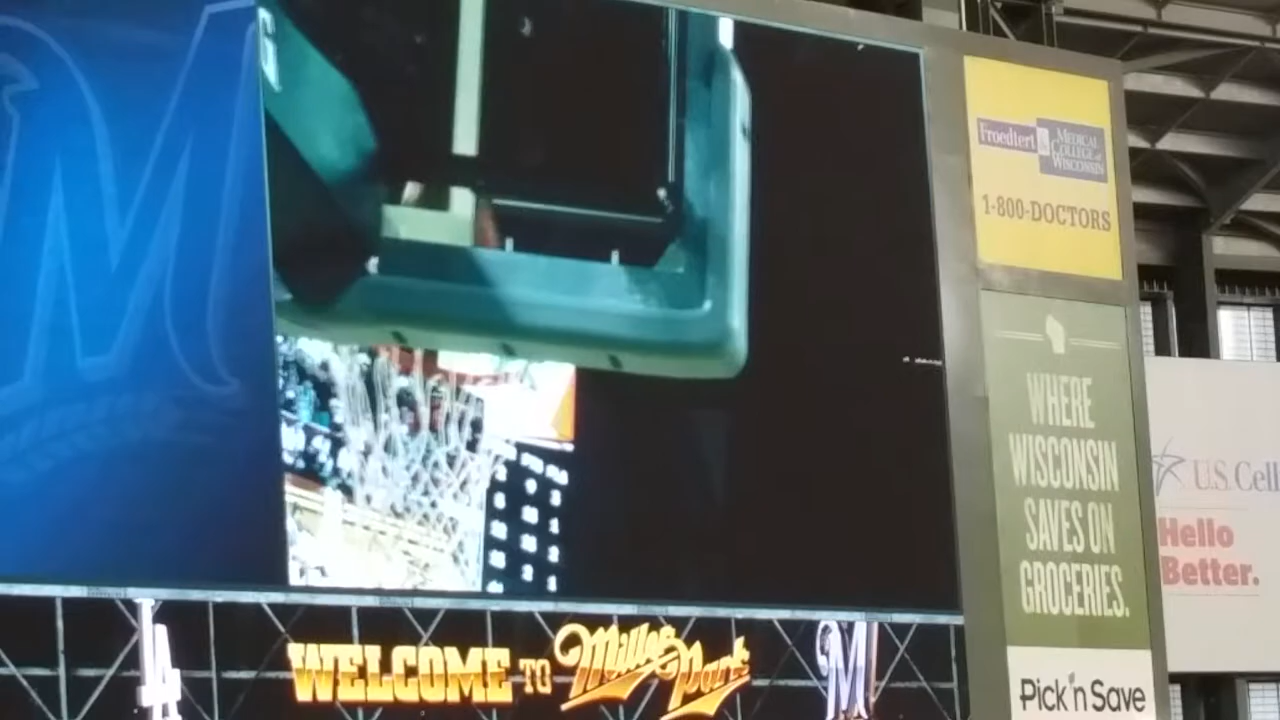 M
Froedtert & MEDICAL COLLEGE of WISCONSIN
1-800-DOCTORS
WHERE
WISCONSIN
SAVES ON
GROCERIES.
Pick 'n Save
U.S. Cell
Hello
Better.
LA
WELCOME TO Miller Park
M